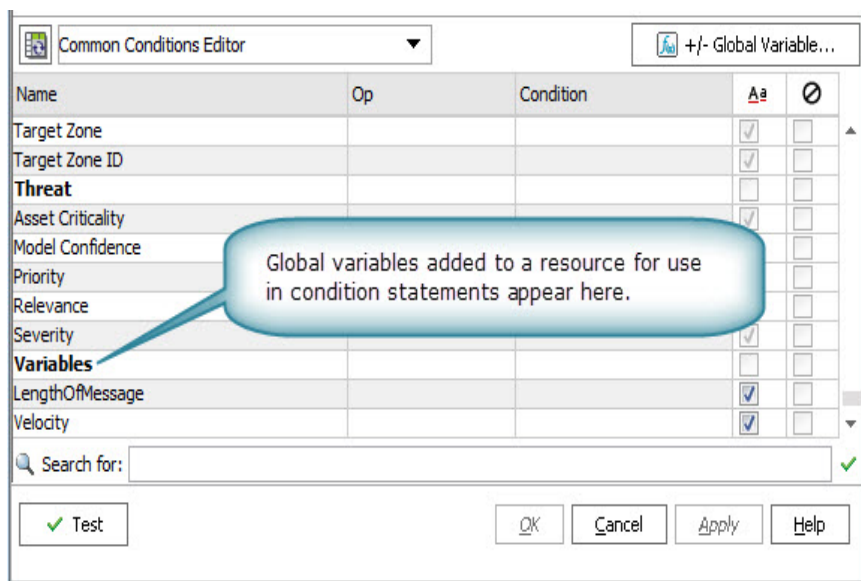 Common Conditions Editor
+/- Global Variable...
Name Op Condition Aa
Target Zone
Target Zone ID
Threat
Asset Criticality
Model Confidence
Priority
Relevance
Severity
Variables
LengthOfMessage
Velocity
Global variables added to a resource for use
in condition statements appear here.
Search for:
Test OK Cancel Apply Help